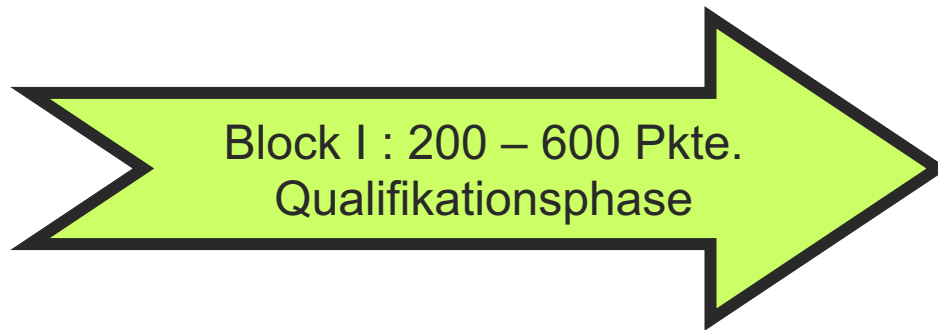 Block I : 200 – 600 Pkte.
Qualifikationsphase